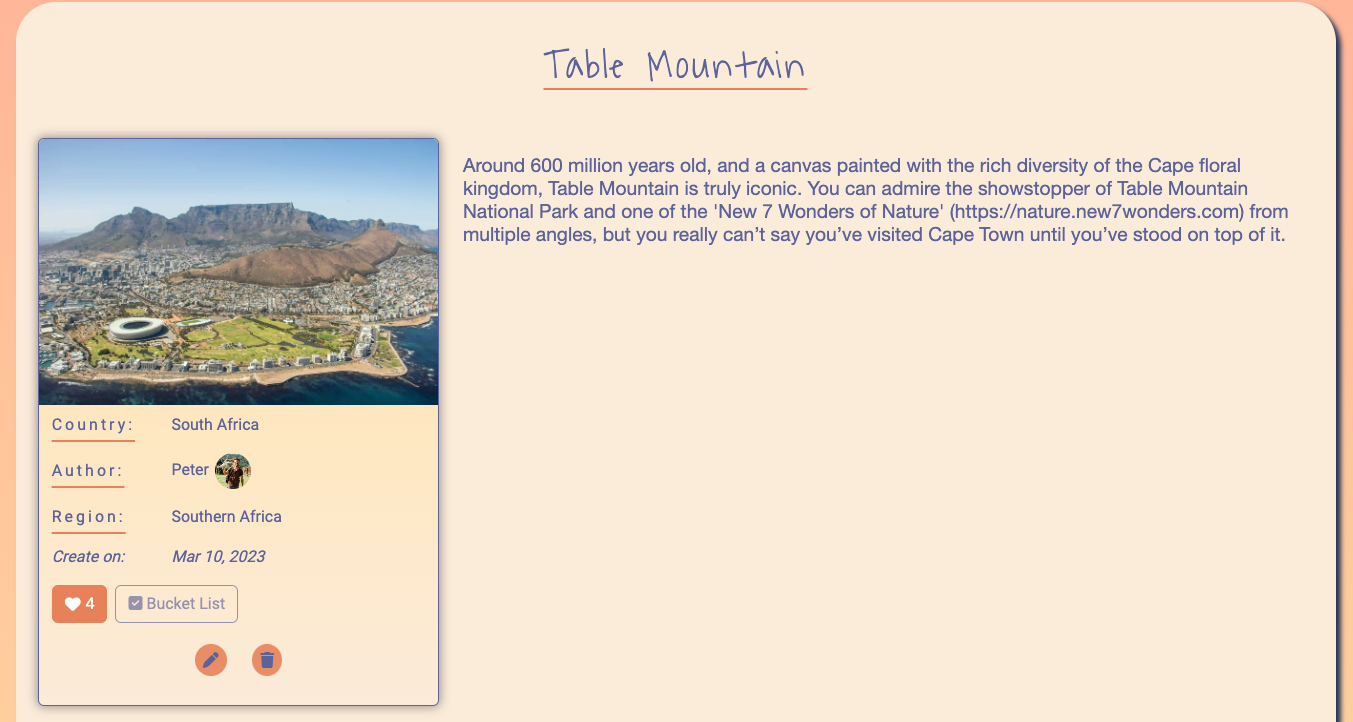 Table Mountain
Around 600 million years old, and a canvas painted with the rich diversity of the Cape floral
kingdom, Table Mountain is truly iconic. You can admire the showstopper of Table Mountain
National Park and one of the 'New 7 Wonders of Nature' (https://nature.new7wonders.com) from
multiple angles, but you really can’t say you’ve visited Cape Town until you’ve stood on top of it.
Country: South Africa
Author: Peter
Region: Southern Africa
Create on: Mar 10, 2023
4 Bucket List